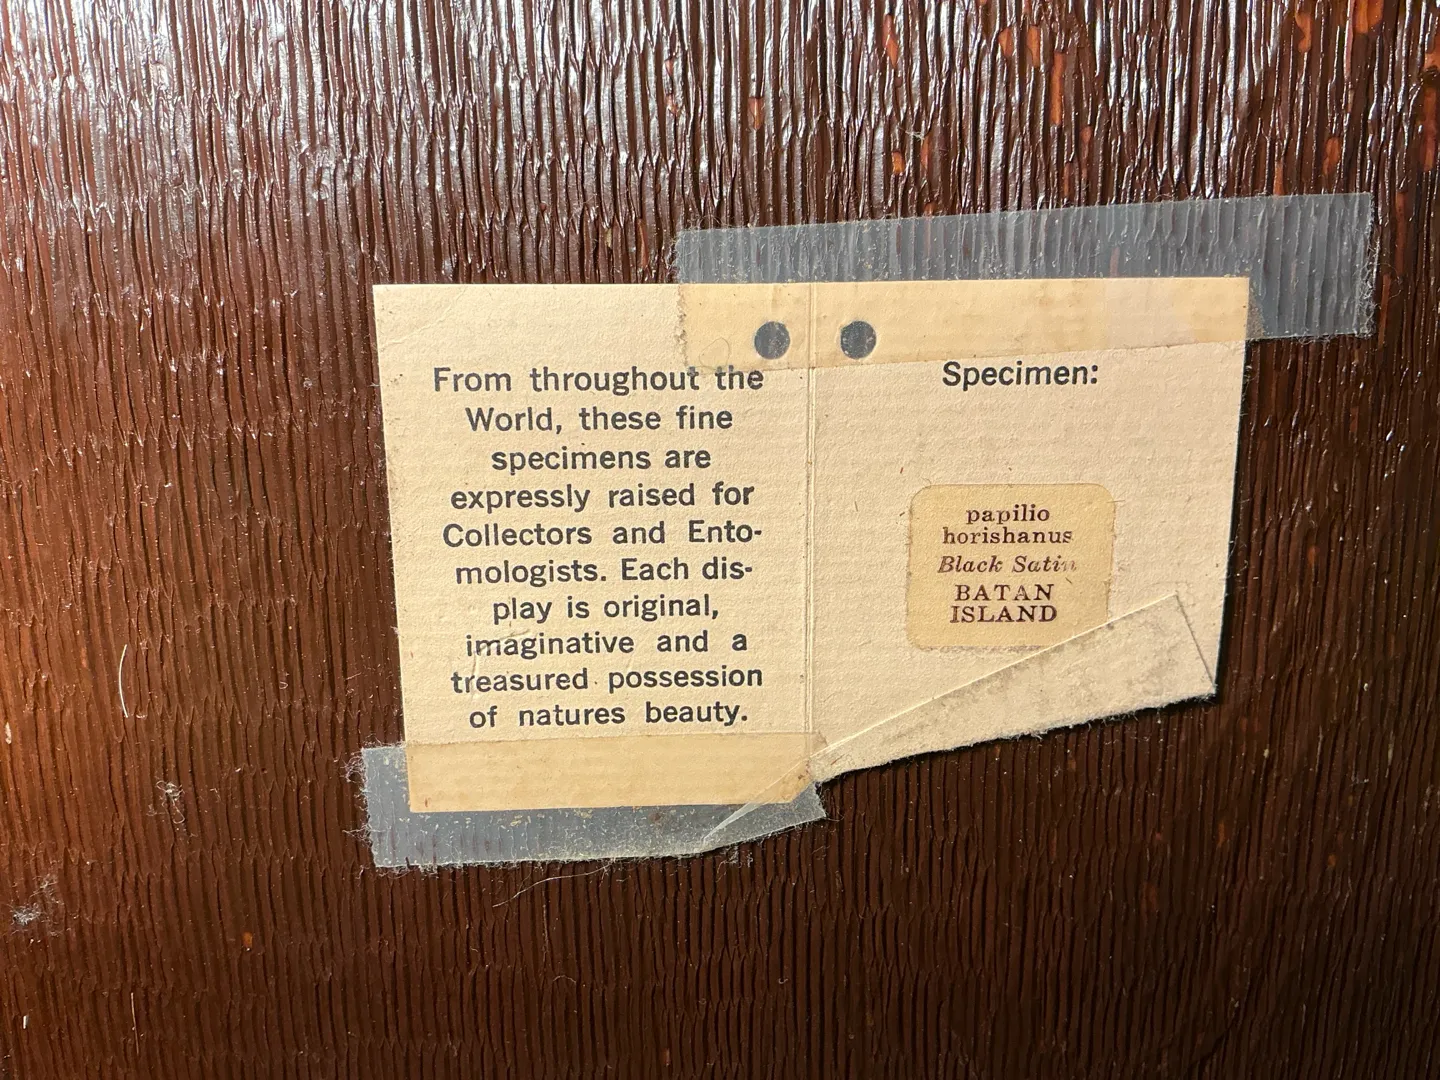 From throughout the
World, these fine
specimens are
expressly raised for
Collectors and Ento-
mologists. Each dis-
play is original,
imaginative and a
treasured possession
of natures beauty.
Specimen:
papilio
horishanus
Black Satin
BATAN
ISLAND